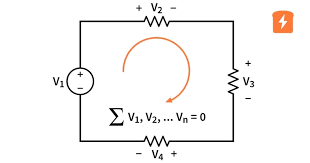 + V₂ −
+
V₁
−
+
V₃
−
∑ V₁, V₂, ... Vₙ = 0
− V₄ +